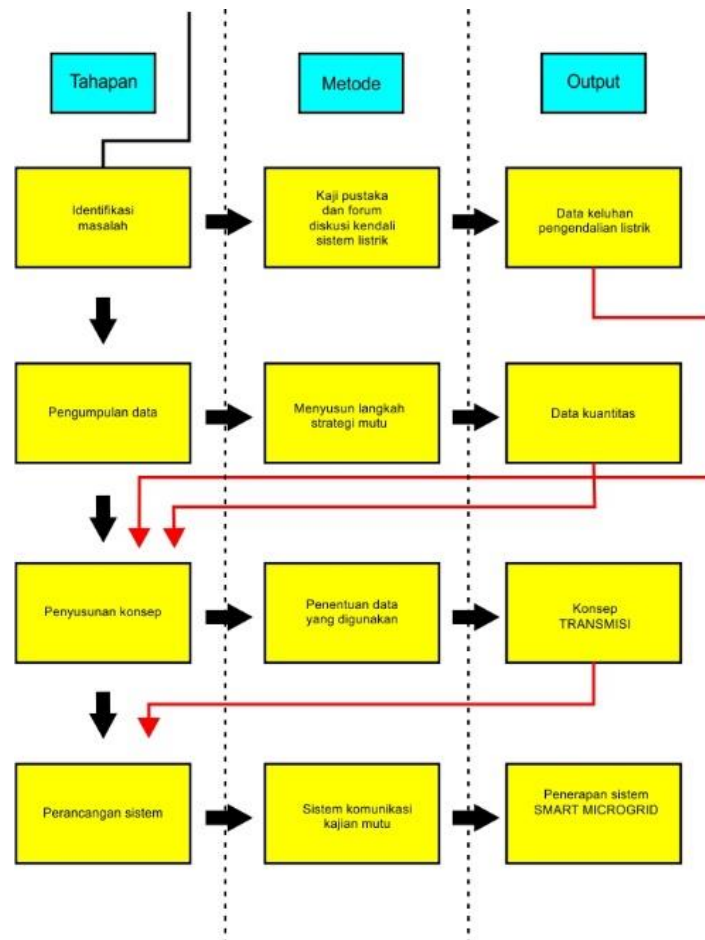 Tahapan
Metode
Output
Identifikasi
masalah
Kaji pustaka
dan forum
diskusi kendali
sistem listrik
Data keluhan
pengendalian listrik
Pengumpulan data
Menyusun langkah
strategi mutu
Data kuantitas
Penyusunan konsep
Penentuan data
yang digunakan
Konsep
TRANSMISI
Perancangan sistem
Sistem komunikasi
kajian mutu
Penerapan sistem
SMART MICROGRID